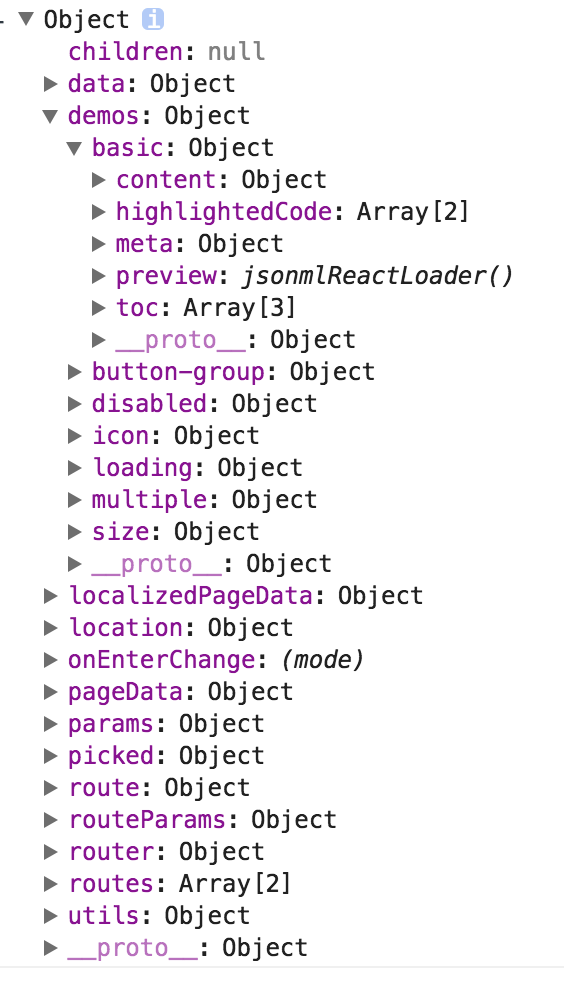 Object i
children: null
data: Object
demos: Object
basic: Object
content: Object
highlightedCode: Array[2]
meta: Object
preview: jsonmlReactLoader()
toc: Array[3]
__proto__: Object
button-group: Object
disabled: Object
icon: Object
loading: Object
multiple: Object
size: Object
__proto__: Object
localizedPageData: Object
location: Object
onEnterChange: (mode)
pageData: Object
params: Object
picked: Object
route: Object
routeParams: Object
router: Object
routes: Array[2]
utils: Object
__proto__: Object